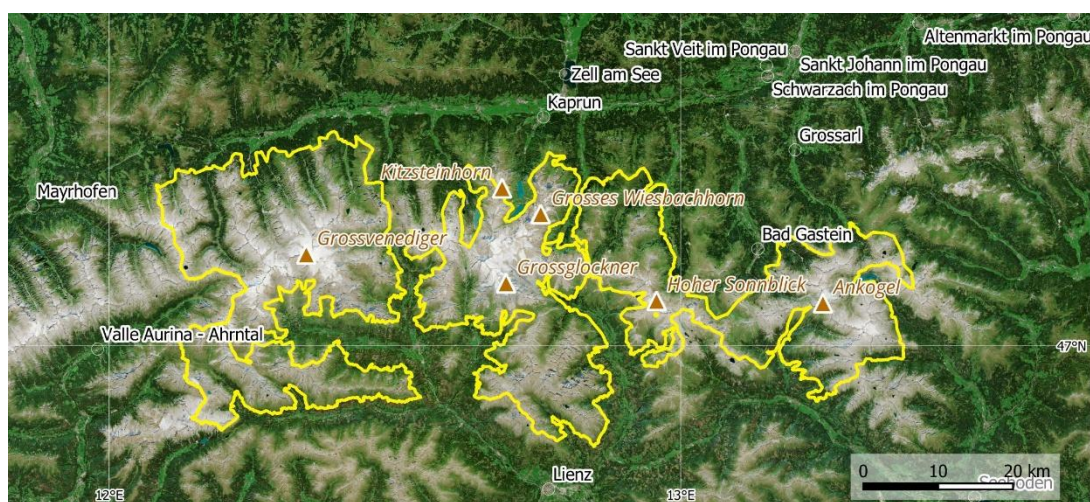 Altenmarkt im Pongau
Sankt Veit im Pongau
Sankt Johann im Pongau
Zell am See
Schwarzach im Pongau
Kaprun
Grossarl
Mayrhofen
Kitzsteinhorn
Grosses Wiesbachhorn
Bad Gastein
Grossvenediger
Grossglockner
Hoher Sonnblick
Ankogel
Valle Aurina - Ahrntal
47°N
0 10 20 km
Lienz
Seeboden
12°E
13°E